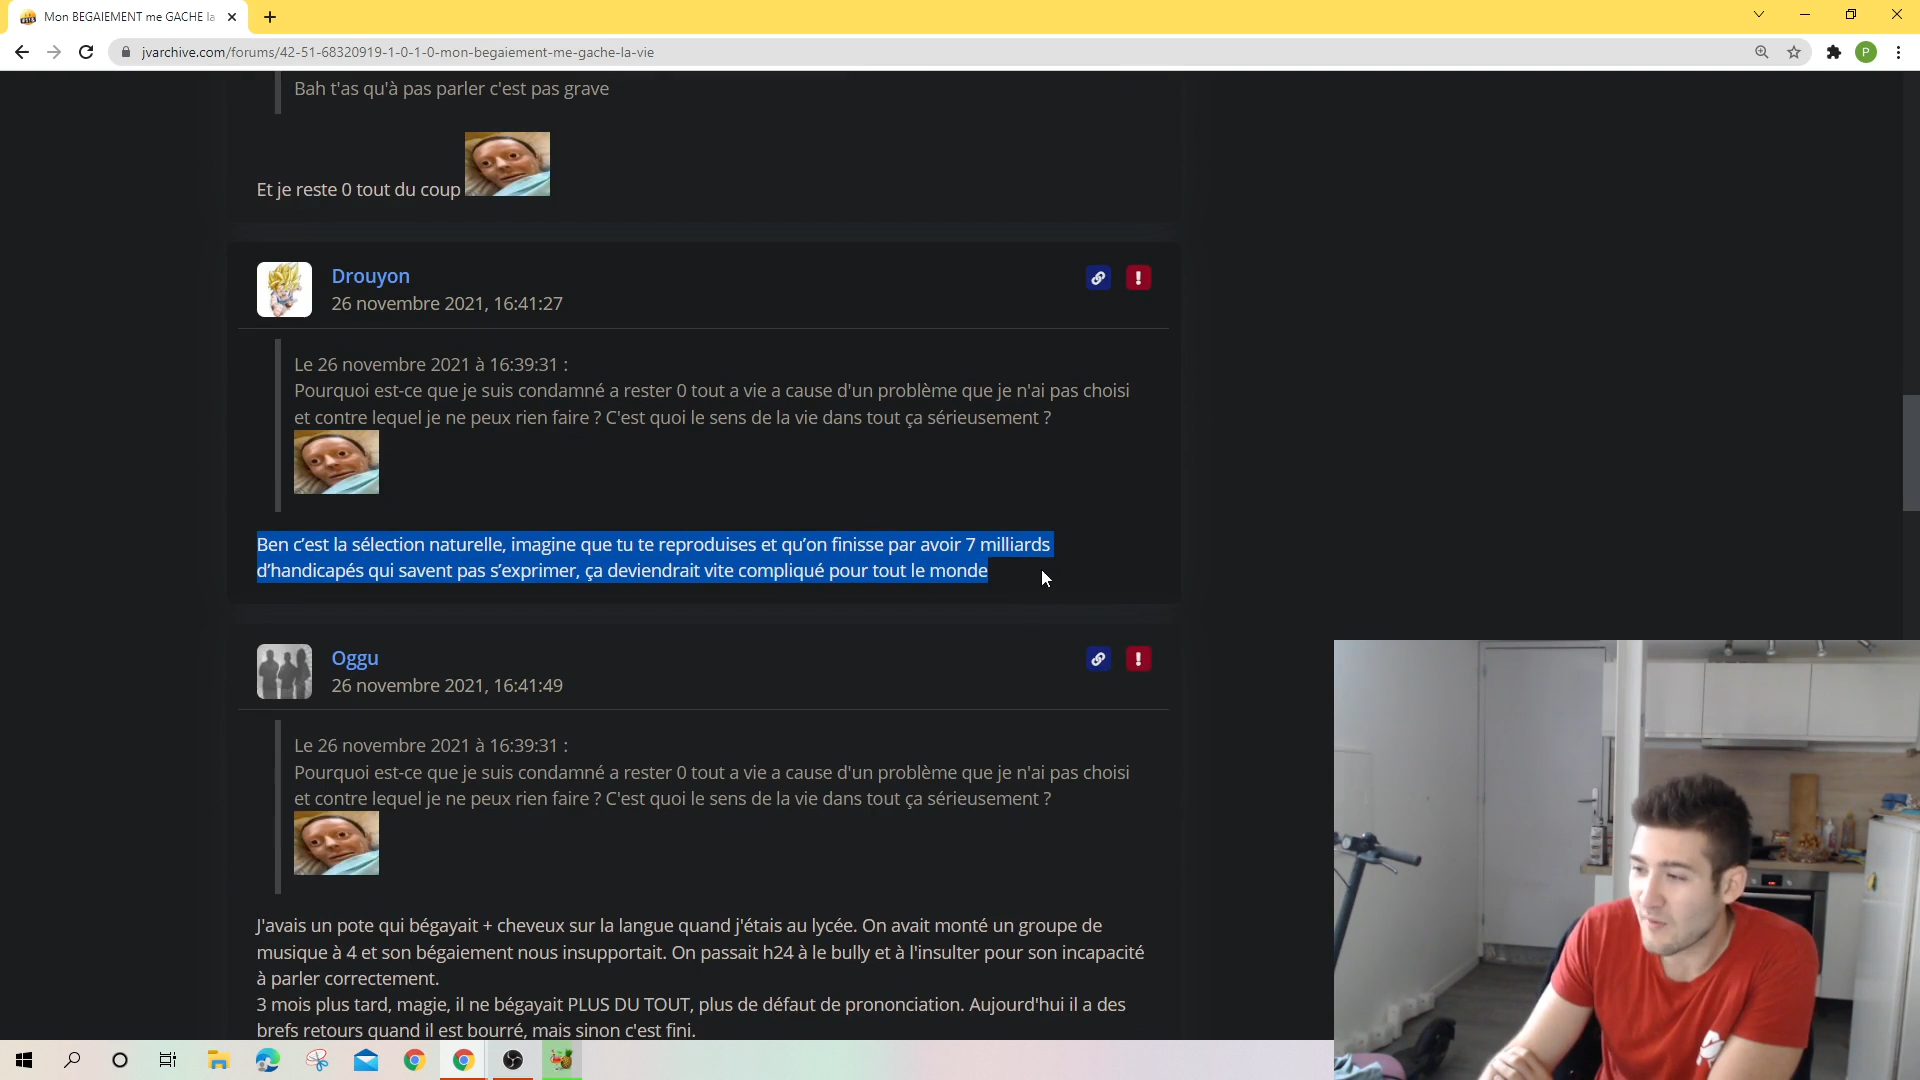 Mon BEGAIEMENT me GACHE la
jvarchive.com/forums/42-51-68320919-1-0-1-0-mon-begaiement-me-gache-la-vie
P
Bah t'as qu'à pas parler c'est pas grave
Et je reste 0 tout du coup
Drouyon
26 novembre 2021, 16:41:27
Le 26 novembre 2021 à 16:39:31 :
Pourquoi est-ce que je suis condamné a rester 0 tout a vie a cause d'un problème que je n'ai pas choisi
et contre lequel je ne peux rien faire ? C'est quoi le sens de la vie dans tout ça sérieusement ?
Ben c’est la sélection naturelle, imagine que tu te reproduises et qu’on finisse par avoir 7 milliards
d’handicapés qui savent pas s’exprimer, ça deviendrait vite compliqué pour tout le monde
Oggu
26 novembre 2021, 16:41:49
Le 26 novembre 2021 à 16:39:31 :
Pourquoi est-ce que je suis condamné a rester 0 tout a vie a cause d'un problème que je n'ai pas choisi
et contre lequel je ne peux rien faire ? C'est quoi le sens de la vie dans tout ça sérieusement ?
J'avais un pote qui bégayait + cheveux sur la langue quand j'étais au lycée. On avait monté un groupe de
musique à 4 et son bégaiement nous insupportait. On passait h24 à le bully et à l'insulter pour son incapacité
à parler correctement.
3 mois plus tard, magie, il ne bégayait PLUS DU TOUT, plus de défaut de prononciation. Aujourd'hui il a des
brefs retours quand il est bourré, mais sinon c'est fini.